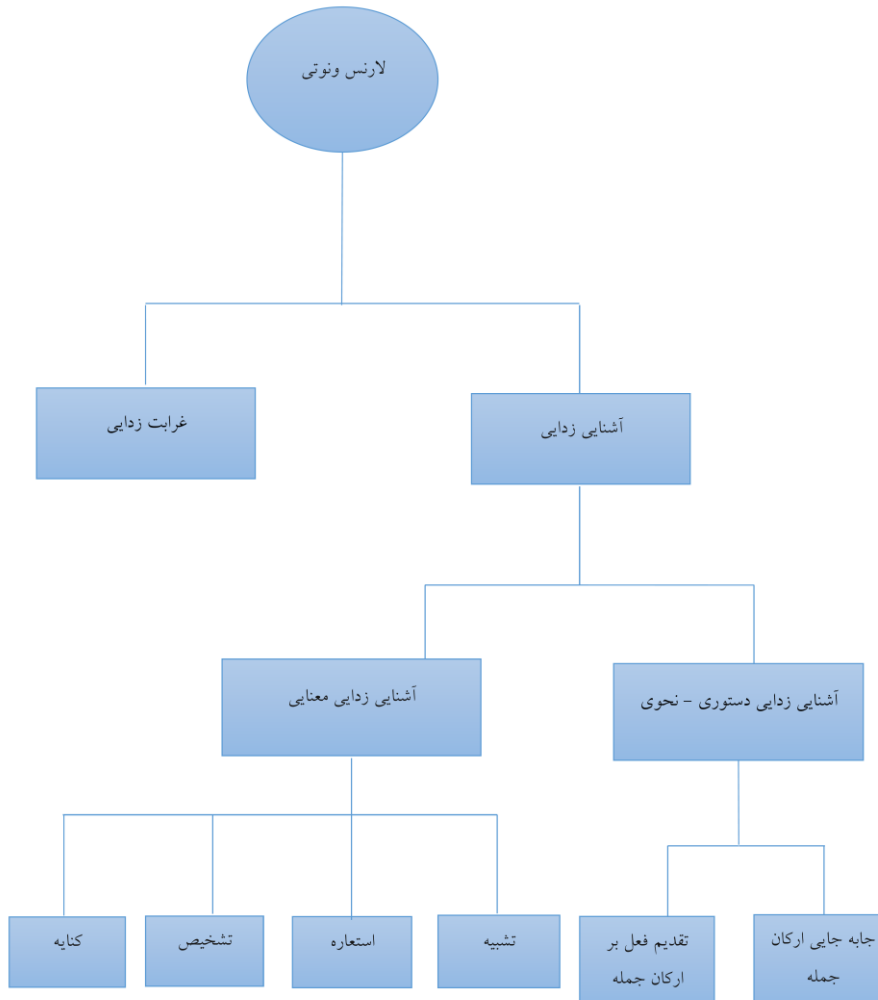 لارنس ونوتی
آشنایی زدایی
غرابت زدایی
آشنایی زدایی دستوری – نحوی
آشنایی زدایی معنایی
جابه جایی ارکان
جمله
تقدیم فعل بر
ارکان جمله
تشبیه
استعاره
تشخیص
کنایه